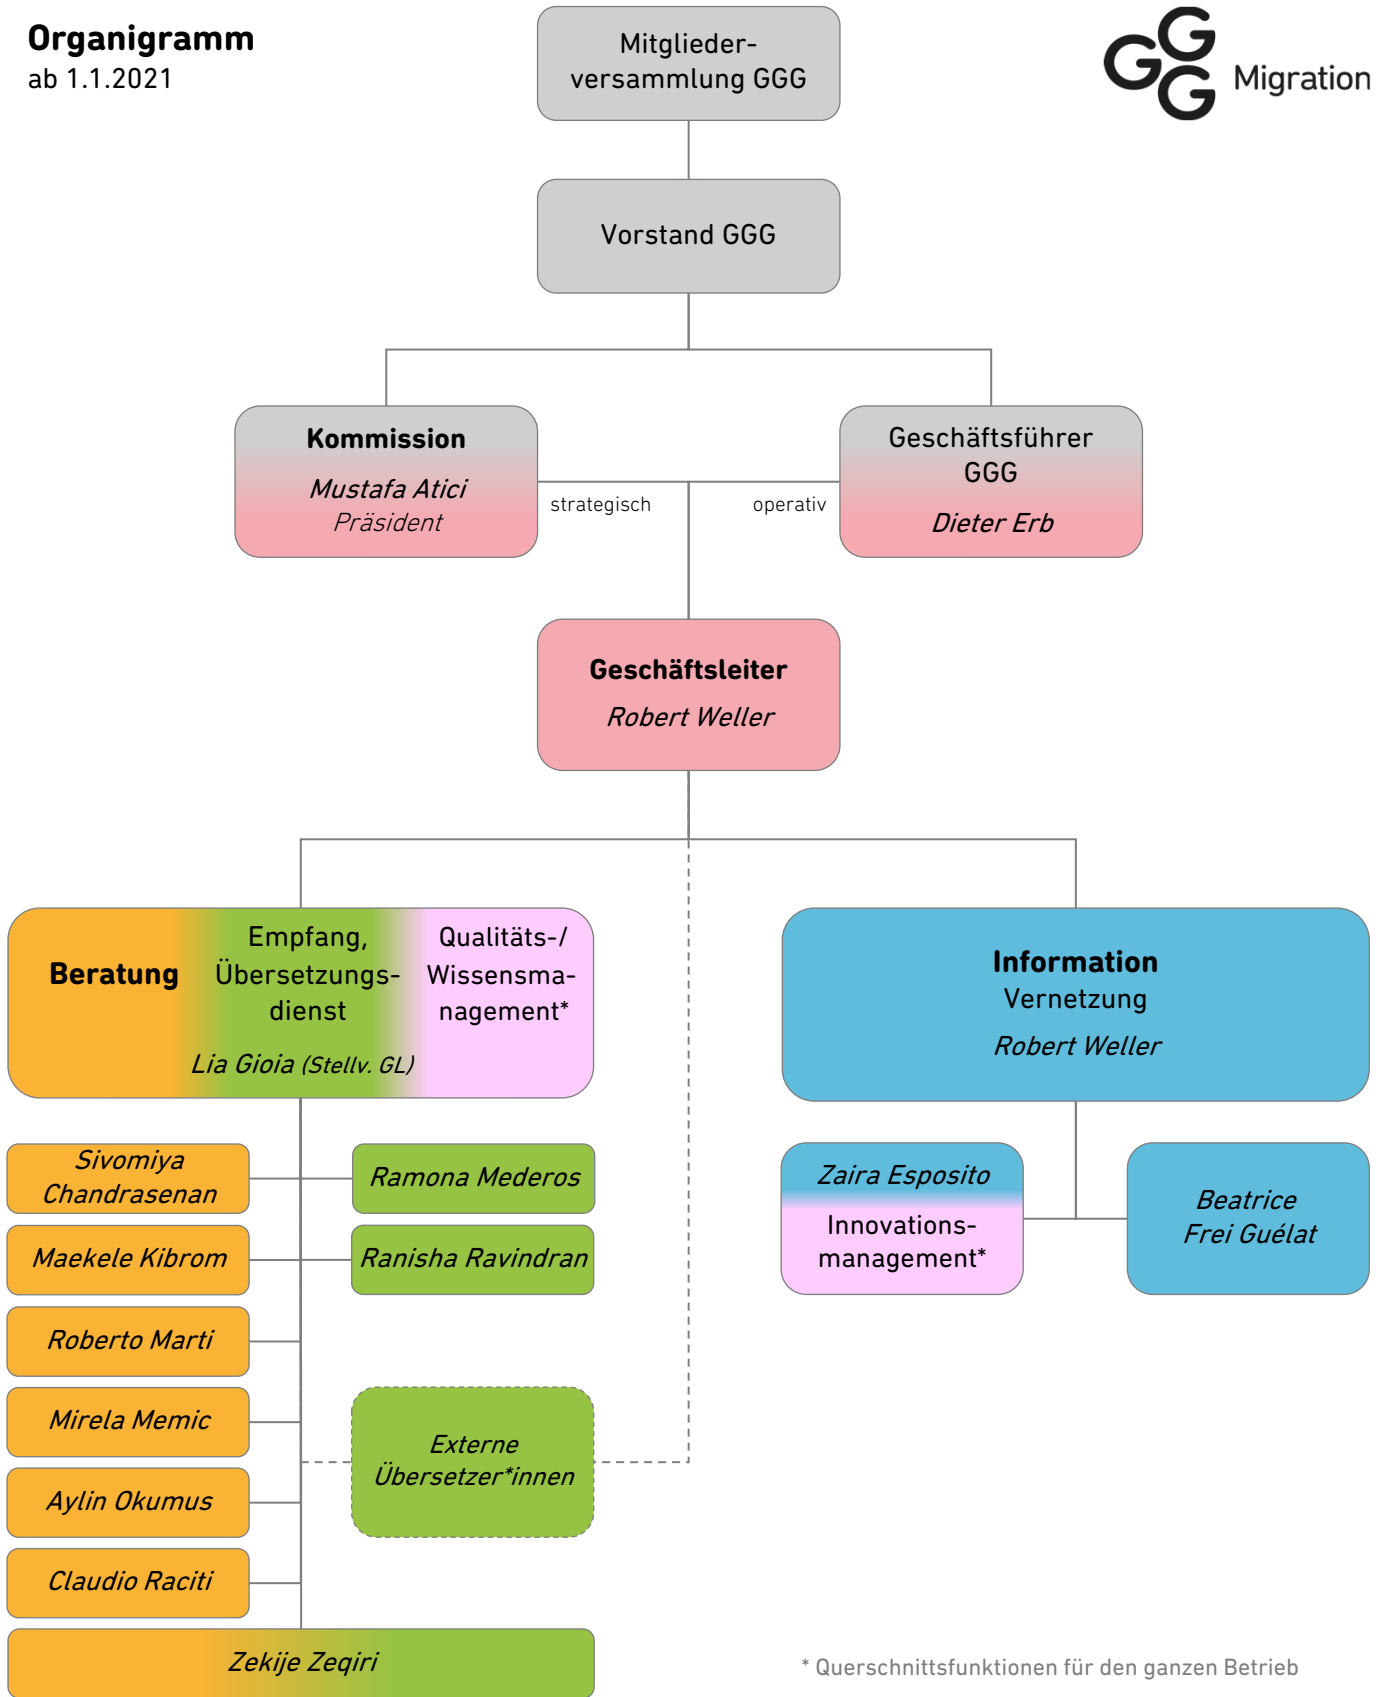 Organigramm
ab 1.1.2021
Mitglieder-
versammlung GGG
GGG
Migration
Vorstand GGG
Kommission
Mustafa Atici
Präsident
strategisch
operativ
Geschäftsführer
GGG
Dieter Erb
Geschäftsleiter
Robert Weller
Beratung
Empfang,
Übersetzungs-
dienst
Qualitäts-/
Wissensma-
nagement*
Lia Gioia (Stellv. GL)
Information
Vernetzung
Robert Weller
Sivomiya
Chandrasenan
Ramona Mederos
Maekele Kibrom
Ranisha Ravindran
Roberto Marti
Mirela Memic
Externe
Übersetzer*innen
Aylin Okumus
Claudio Raciti
Zekije Zeqiri
Zaira Esposito
Innovations-
management*
Beatrice
Frei Guélat
* Querschnittsfunktionen für den ganzen Betrieb